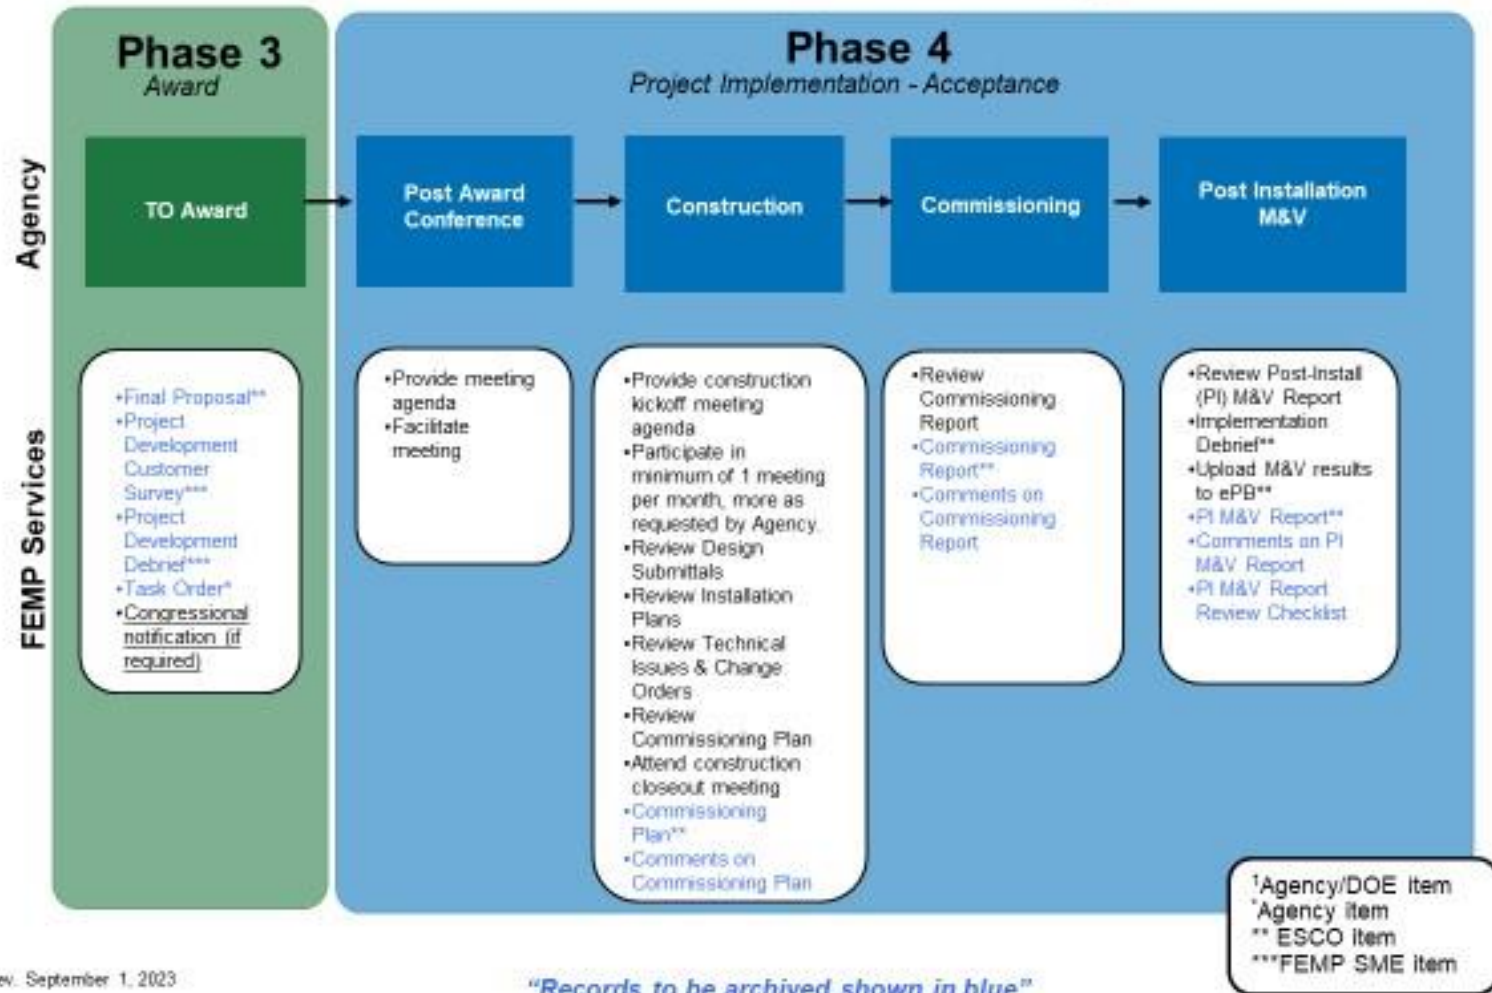 Phase 3
Award
Phase 4
Project Implementation - Acceptance
Agency
TO Award
Post Award
Conference
Construction
Commissioning
Post Installation
M&V
FEMP Services
•Final Proposal**
•Project
Development
Customer
Survey***
•Project
Development
Debrief***
•Task Order*
•Congressional
notification (if
required)
•Provide meeting
agenda
•Facilitate
meeting
•Provide construction
kickoff meeting
agenda
•Participate in
minimum of 1 meeting
per month, more as
requested by Agency.
•Review Design
Submittals
•Review Installation
Plans
•Review Technical
Issues & Change
Orders
•Review
Commissioning Plan
•Attend construction
closeout meeting
•Commissioning
Plan**
•Comments on
Commissioning Plan
•Review
Commissioning
Report
•Commissioning
Report**
•Comments on
Commissioning
Report
•Review Post-Install
(PI) M&V Report
•Implementation
Debrief**
•Upload M&V results
to ePB**
•PI M&V Report**
•Comments on PI
M&V Report
•PI M&V Report
Review Checklist
†Agency/DOE item
*Agency item
** ESCO item
***FEMP SME item
ev. September 1, 2023
"Records to be archived shown in blue"